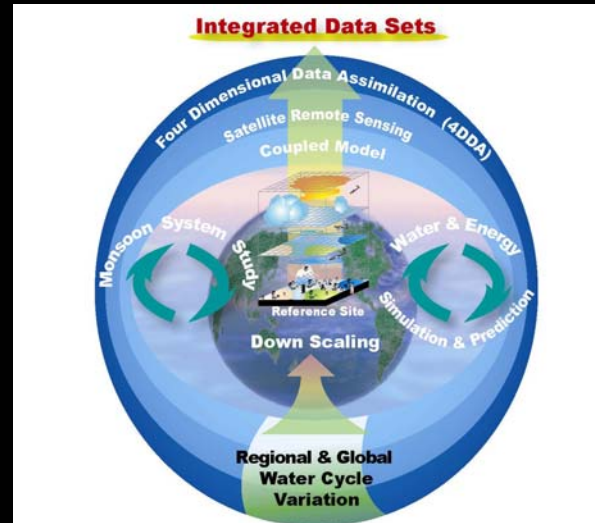 Integrated Data Sets
Four Dimensional Data Assimilation (4DDA)
Satellite Remote Sensing
Coupled Model
Monsoon System Study
Water & Energy
Simulation & Prediction
Reference Site
Down Scaling
Regional & Global
Water Cycle
Variation